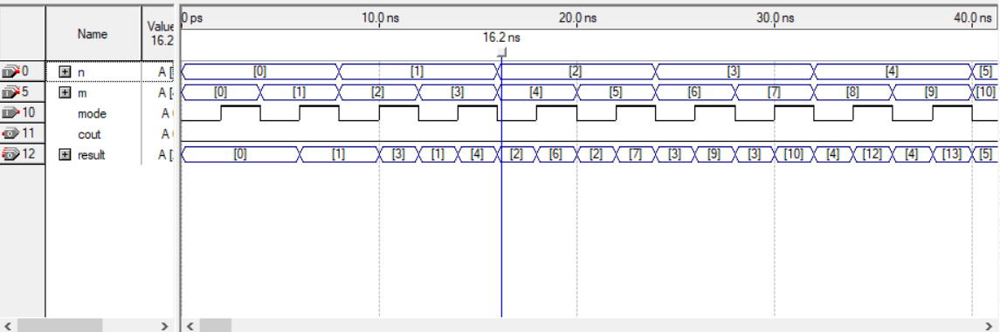 Name
Value
16.2
0 ps
10.0 ns
20.0 ns
30.0 ns
40.0 ns
16.2 ns
0
n
A [
[0]
[1]
[2]
[3]
[4]
[5]
5
m
A [
[0]
[1]
[2]
[3]
[4]
[5]
[6]
[7]
[8]
[9]
[10]
10
mode
A
11
cout
A
12
result
A [
[0]
[1]
[3]
[1]
[4]
[2]
[6]
[2]
[7]
[3]
[9]
[3]
[10]
[4]
[12]
[4]
[13]
[5]